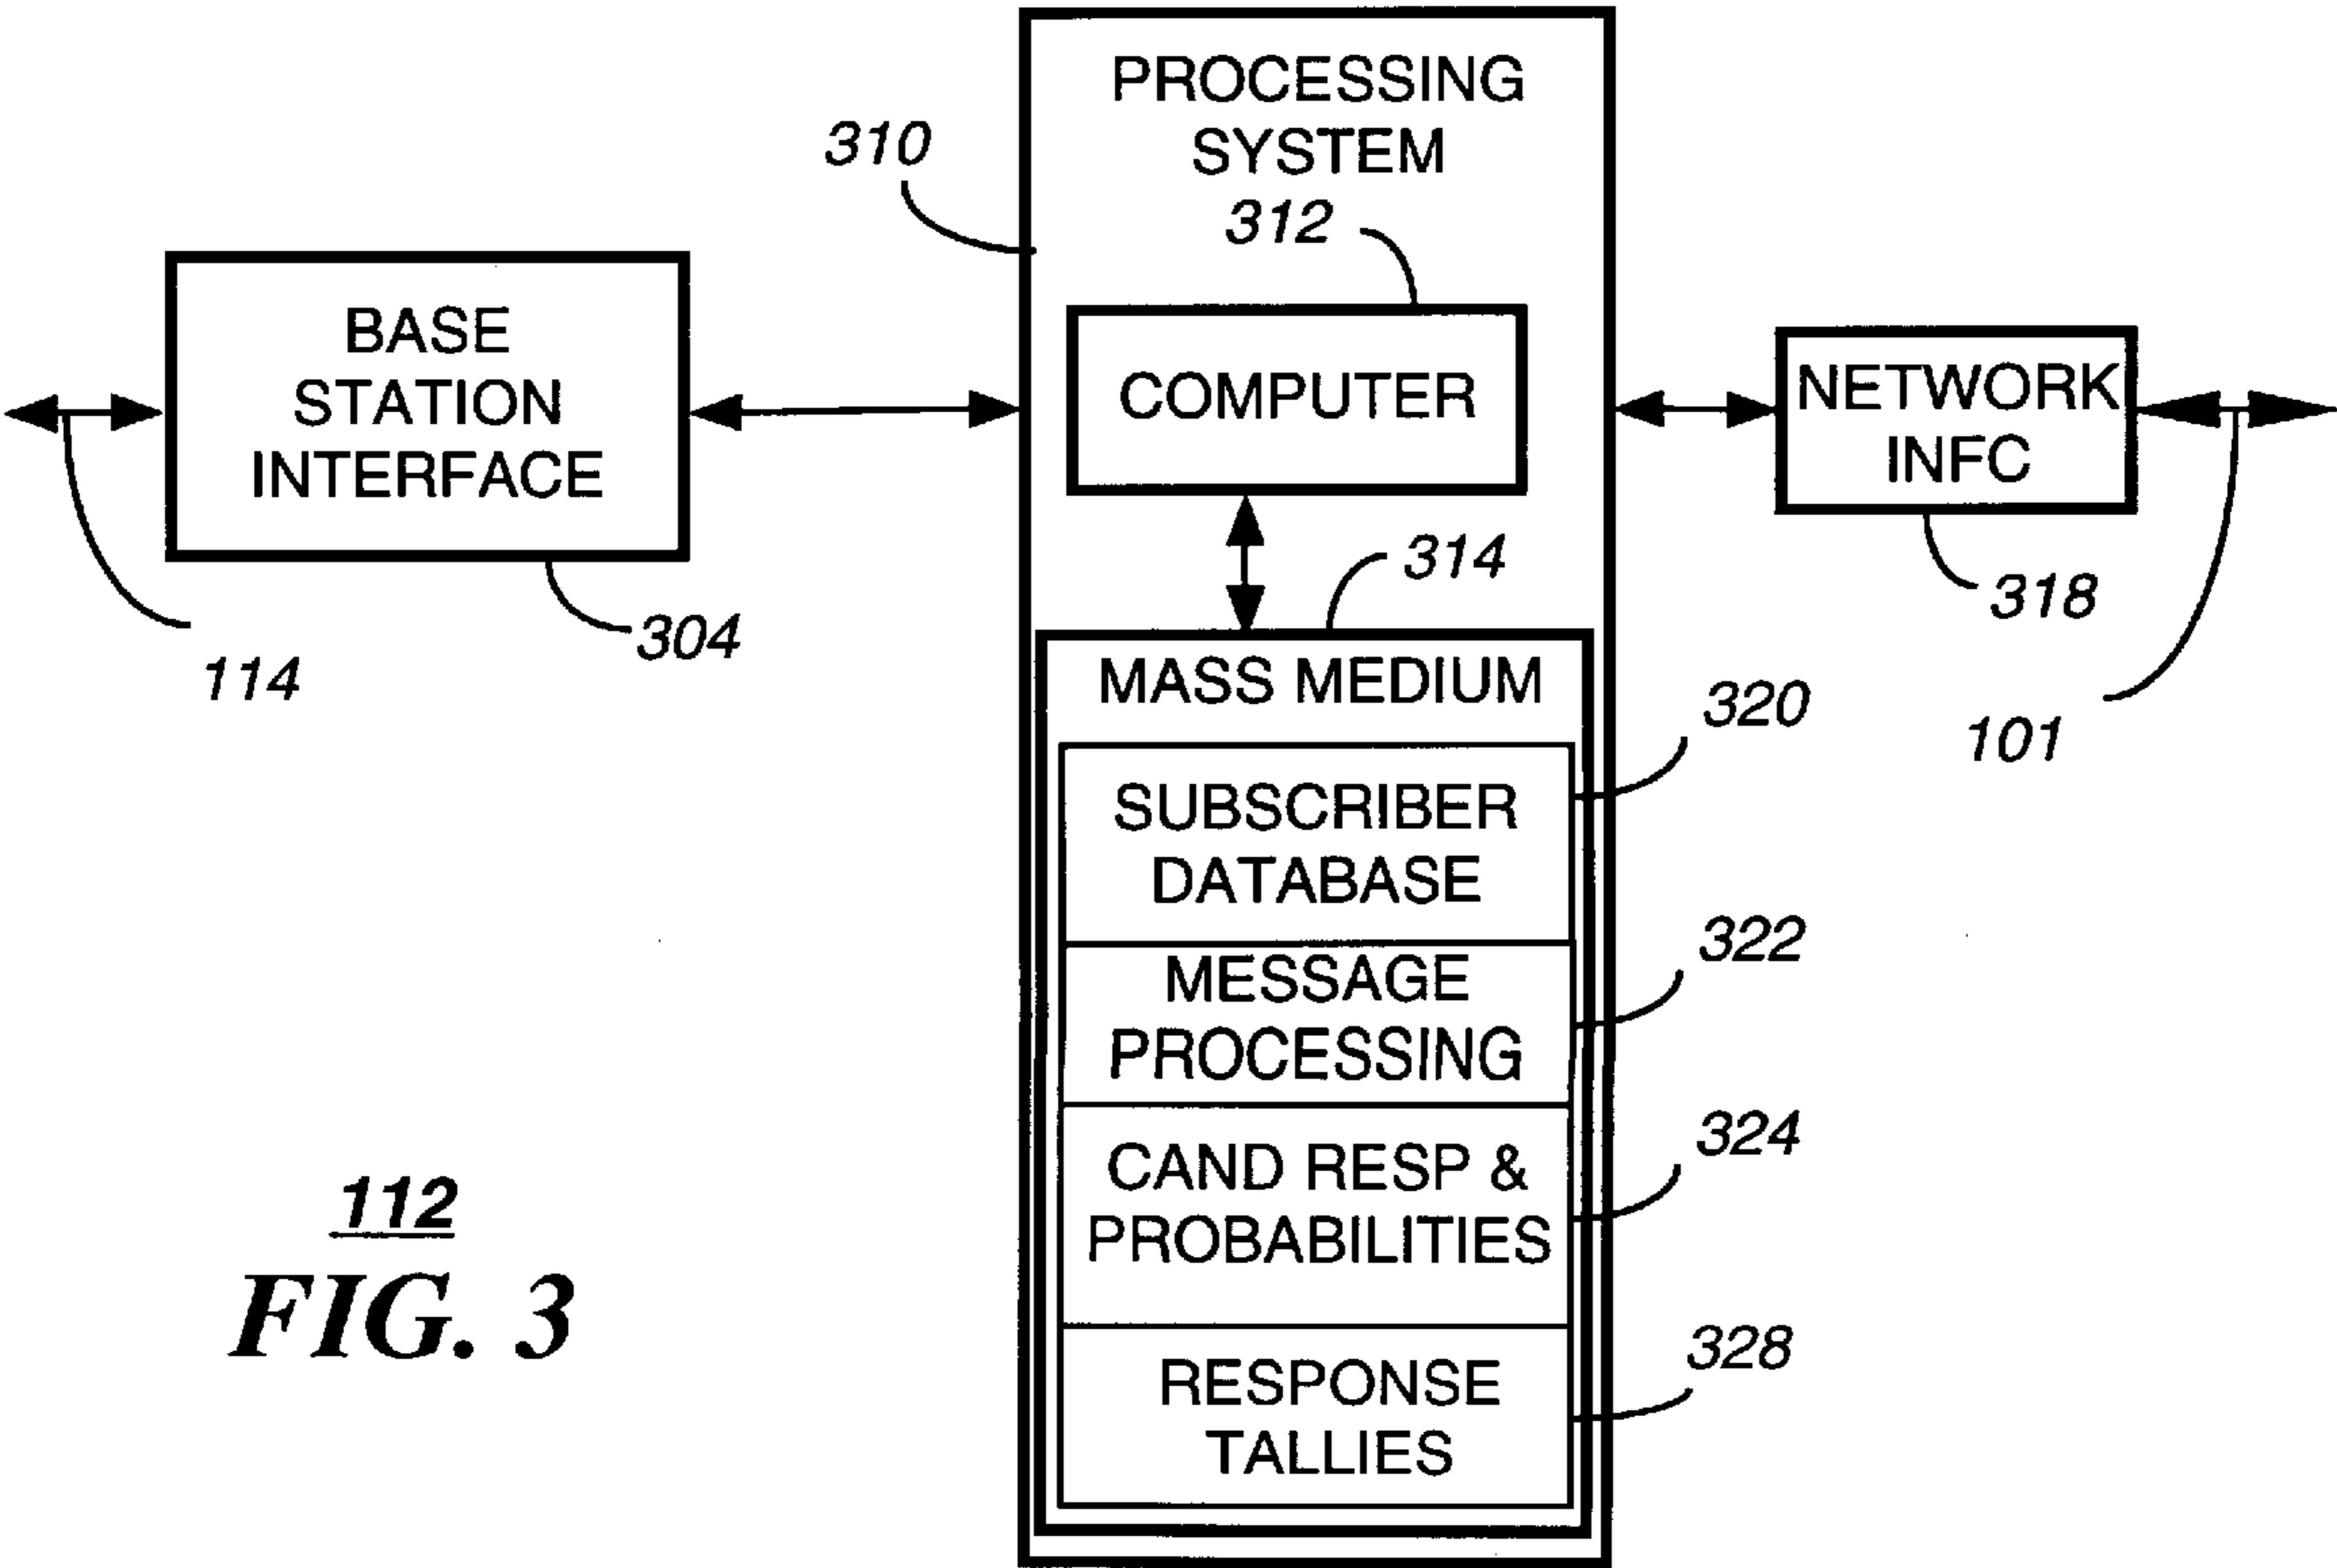 PROCESSING
SYSTEM
310
312
BASE
STATION
INTERFACE
COMPUTER
NETWORK
INFC
314
318
304
114
MASS MEDIUM
320
101
SUBSCRIBER
DATABASE
322
MESSAGE
PROCESSING
324
CAND RESP &
PROBABILITIES
112
FIG. 3
328
RESPONSE
TALLIES